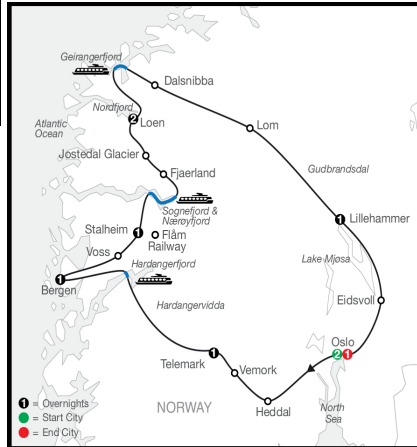 Geirangerfjord
Dalsnibba
Nordfjord
2
Loen
Lom
Atlantic
Ocean
Jostedal Glacier
Fjaerland
Gudbrandsdal
Sognefjord &
Nærøyfjord
1
Lillehammer
Stalheim
1
Flåm
Railway
Voss
Hardangerfjord
Lake Mjøsa
1
Bergen
Hardangervidda
Eidsvoll
Oslo
2
1
1
Telemark
Vemork
Heddal
NORWAY
North
Sea
1 = Overnights
= Start City
= End City